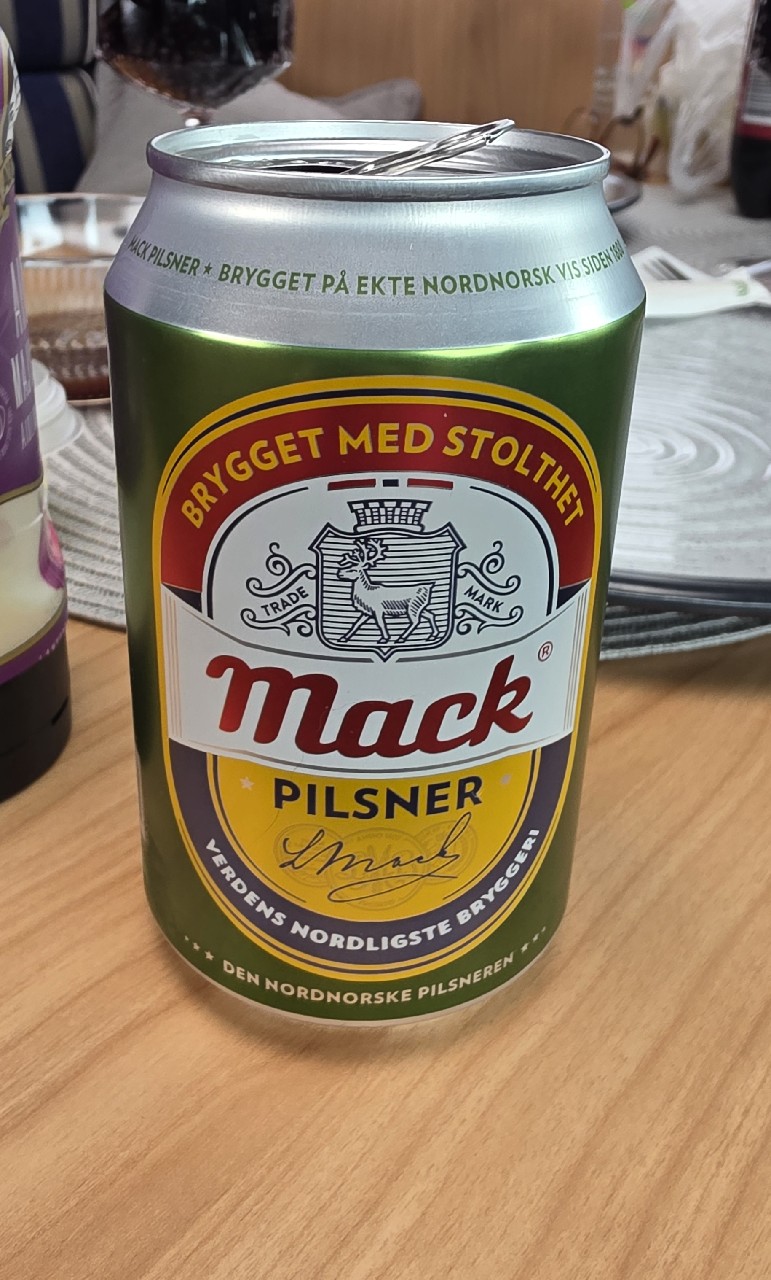 MACK PILSNER ★ BRYGGET PÅ EKTE NORDNORSK VIS SIDEN
BRYGGET MED STOLTHET
TRADE MARK
Mack®
PILSNER
L Mack
VERDENS NORDLIGSTE BRYGGERI
★★★ DEN NORDNORSKE PILSNEREN ★★★